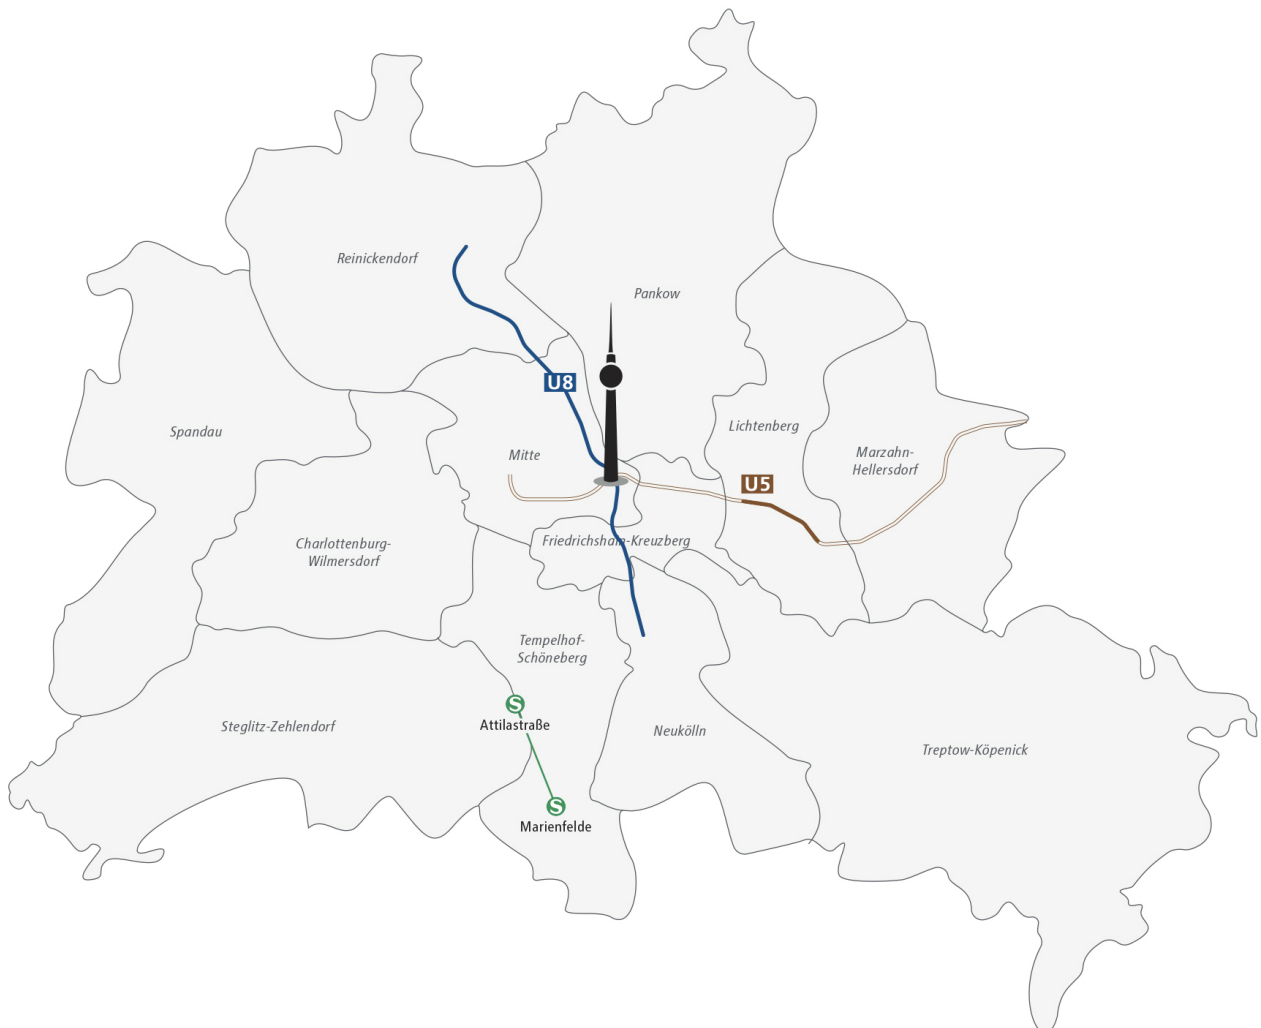 Reinickendorf
Pankow
U8
Spandau
Lichtenberg
Mitte
Marzahn-
Hellersdorf
U5
Charlottenburg-
Wilmersdorf
Friedrichshain-Kreuzberg
Tempelhof-
Schöneberg
S
Attilastraße
Steglitz-Zehlendorf
Neukölln
Treptow-Köpenick
S
Marienfelde